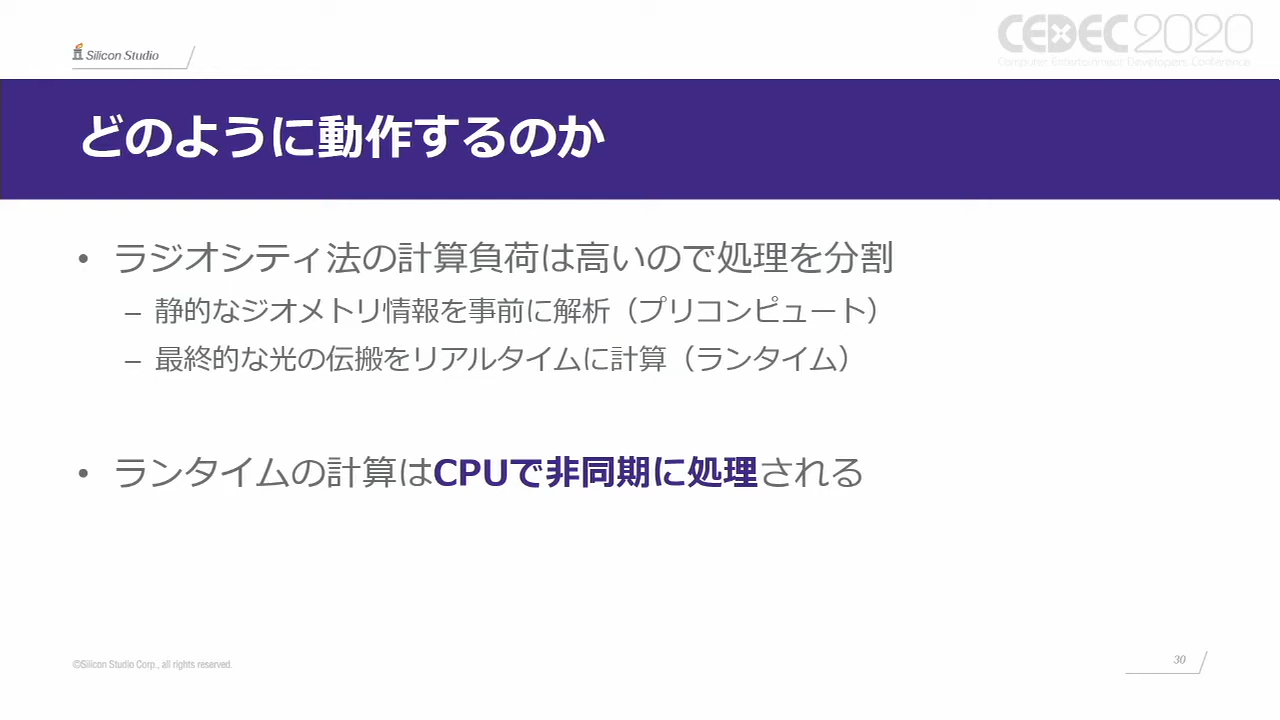 Silicon Studio
CEDEC2020
Computer Entertainment Developers Conference
どのように動作するのか
• ラジオシティ法の計算負荷は高いので処理を分割
– 静的なジオメトリ情報を事前に解析（プリコンピュート）
– 最終的な光の伝搬をリアルタイムに計算（ランタイム）
• ランタイムの計算はCPUで非同期に処理される
©Silicon Studio Corp., all rights reserved.
30